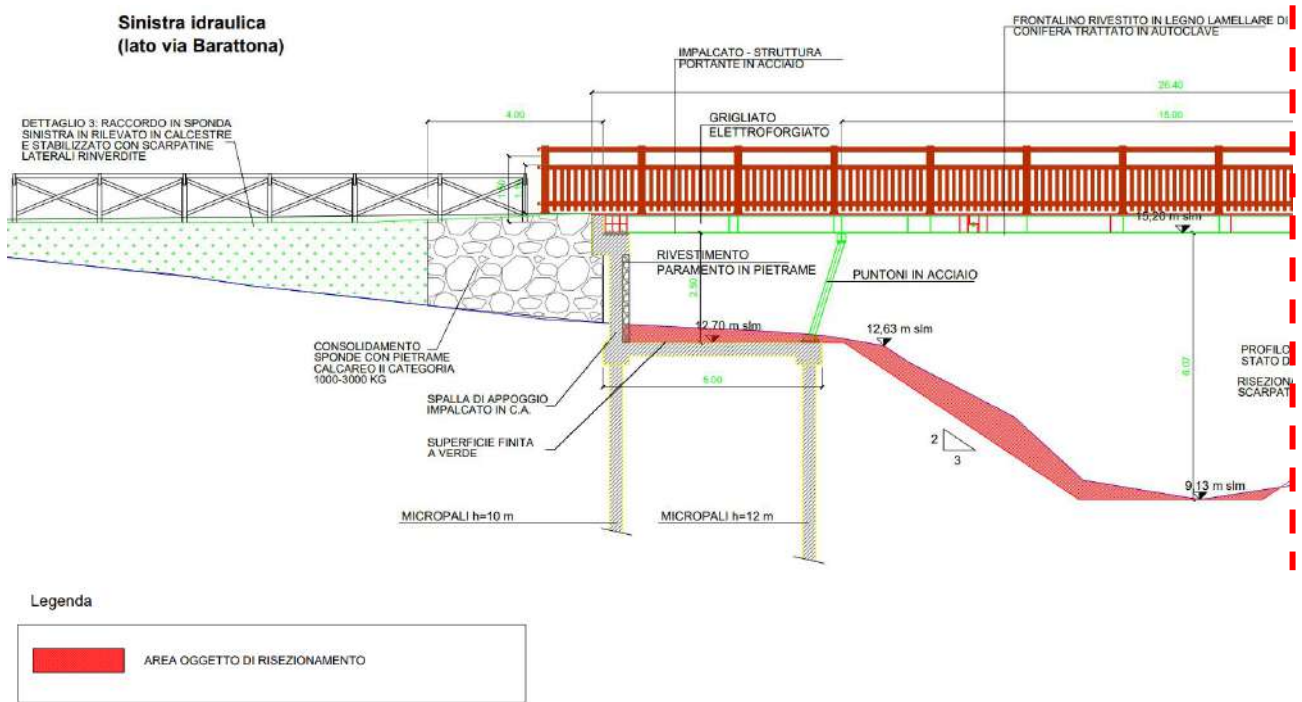 Sinistra idraulica
(lato via Barattona)
FRONTALINO RIVESTITO IN LEGNO LAMELLARE DI
CONIFERA TRATTATO IN AUTOCLAVE
IMPALCATO - STRUTTURA
PORTANTE IN ACCIAIO
26.40
DETTAGLIO 3: RACCORDO IN SPONDA
SINISTRA IN RILEVATO IN CALCESTRE
E STABILIZZATO CON SCARPATINE
LATERALI RINVERDITE
4.00
GRIGLIATO
ELETTROFORGIATO
15.00
15,20 m slm
RIVESTIMENTO
PARAMENTO IN PIETRAME
PUNTONI IN ACCIAIO
2.50
12,70 m slm
12,63 m slm
CONSOLIDAMENTO
SPONDE CON PIETRAME
CALCAREO II CATEGORIA
1000-3000 KG
PROFILO
STATO D
RISEZION
SCARPAT
6.07
5.00
SPALLA DI APPOGGIO
IMPALCATO IN C.A.
SUPERFICIE FINITA
A VERDE
2
3
9,13 m slm
MICROPALI h=10 m
MICROPALI h=12 m
Legenda
AREA OGGETTO DI RISEZIONAMENTO